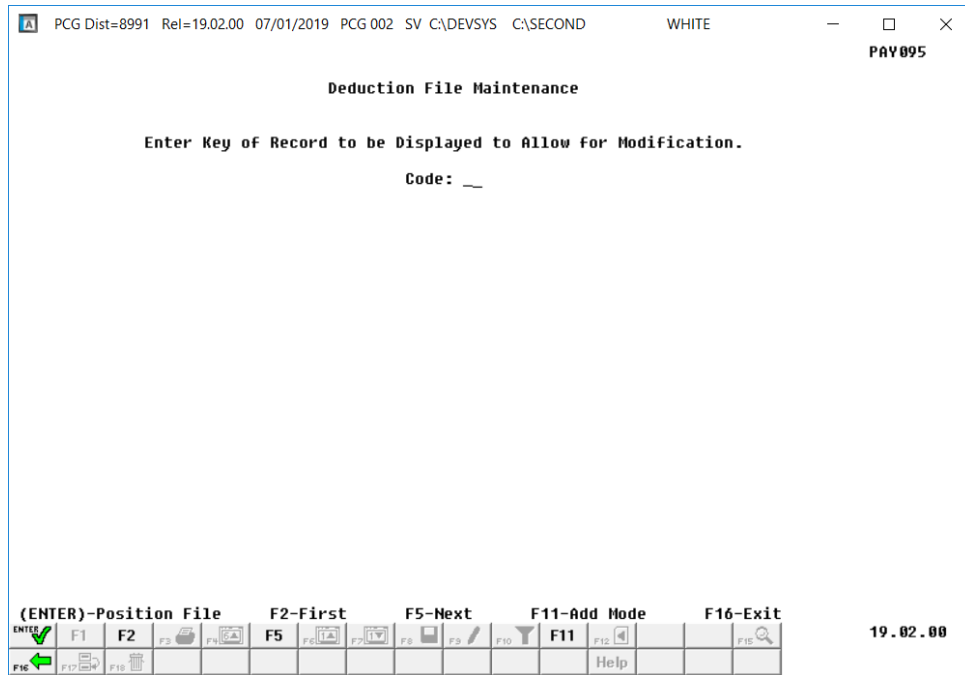 PCG Dist=8991 Rel=19.02.00 07/01/2019 PCG 002 SV C:\DEVSYS C:\SECOND WHITE
PAY095
Deduction File Maintenance
Enter Key of Record to be Displayed to Allow for Modification.
Code: __
(ENTER)-Position File F2-First F5-Next F11-Add Mode F16-Exit
ENTER F1 F2 F3 F4 6 F5 F6 1 F7 1 F8 F9 F10 F11 F12 F15 19.02.00
F16 F17 F18 Help